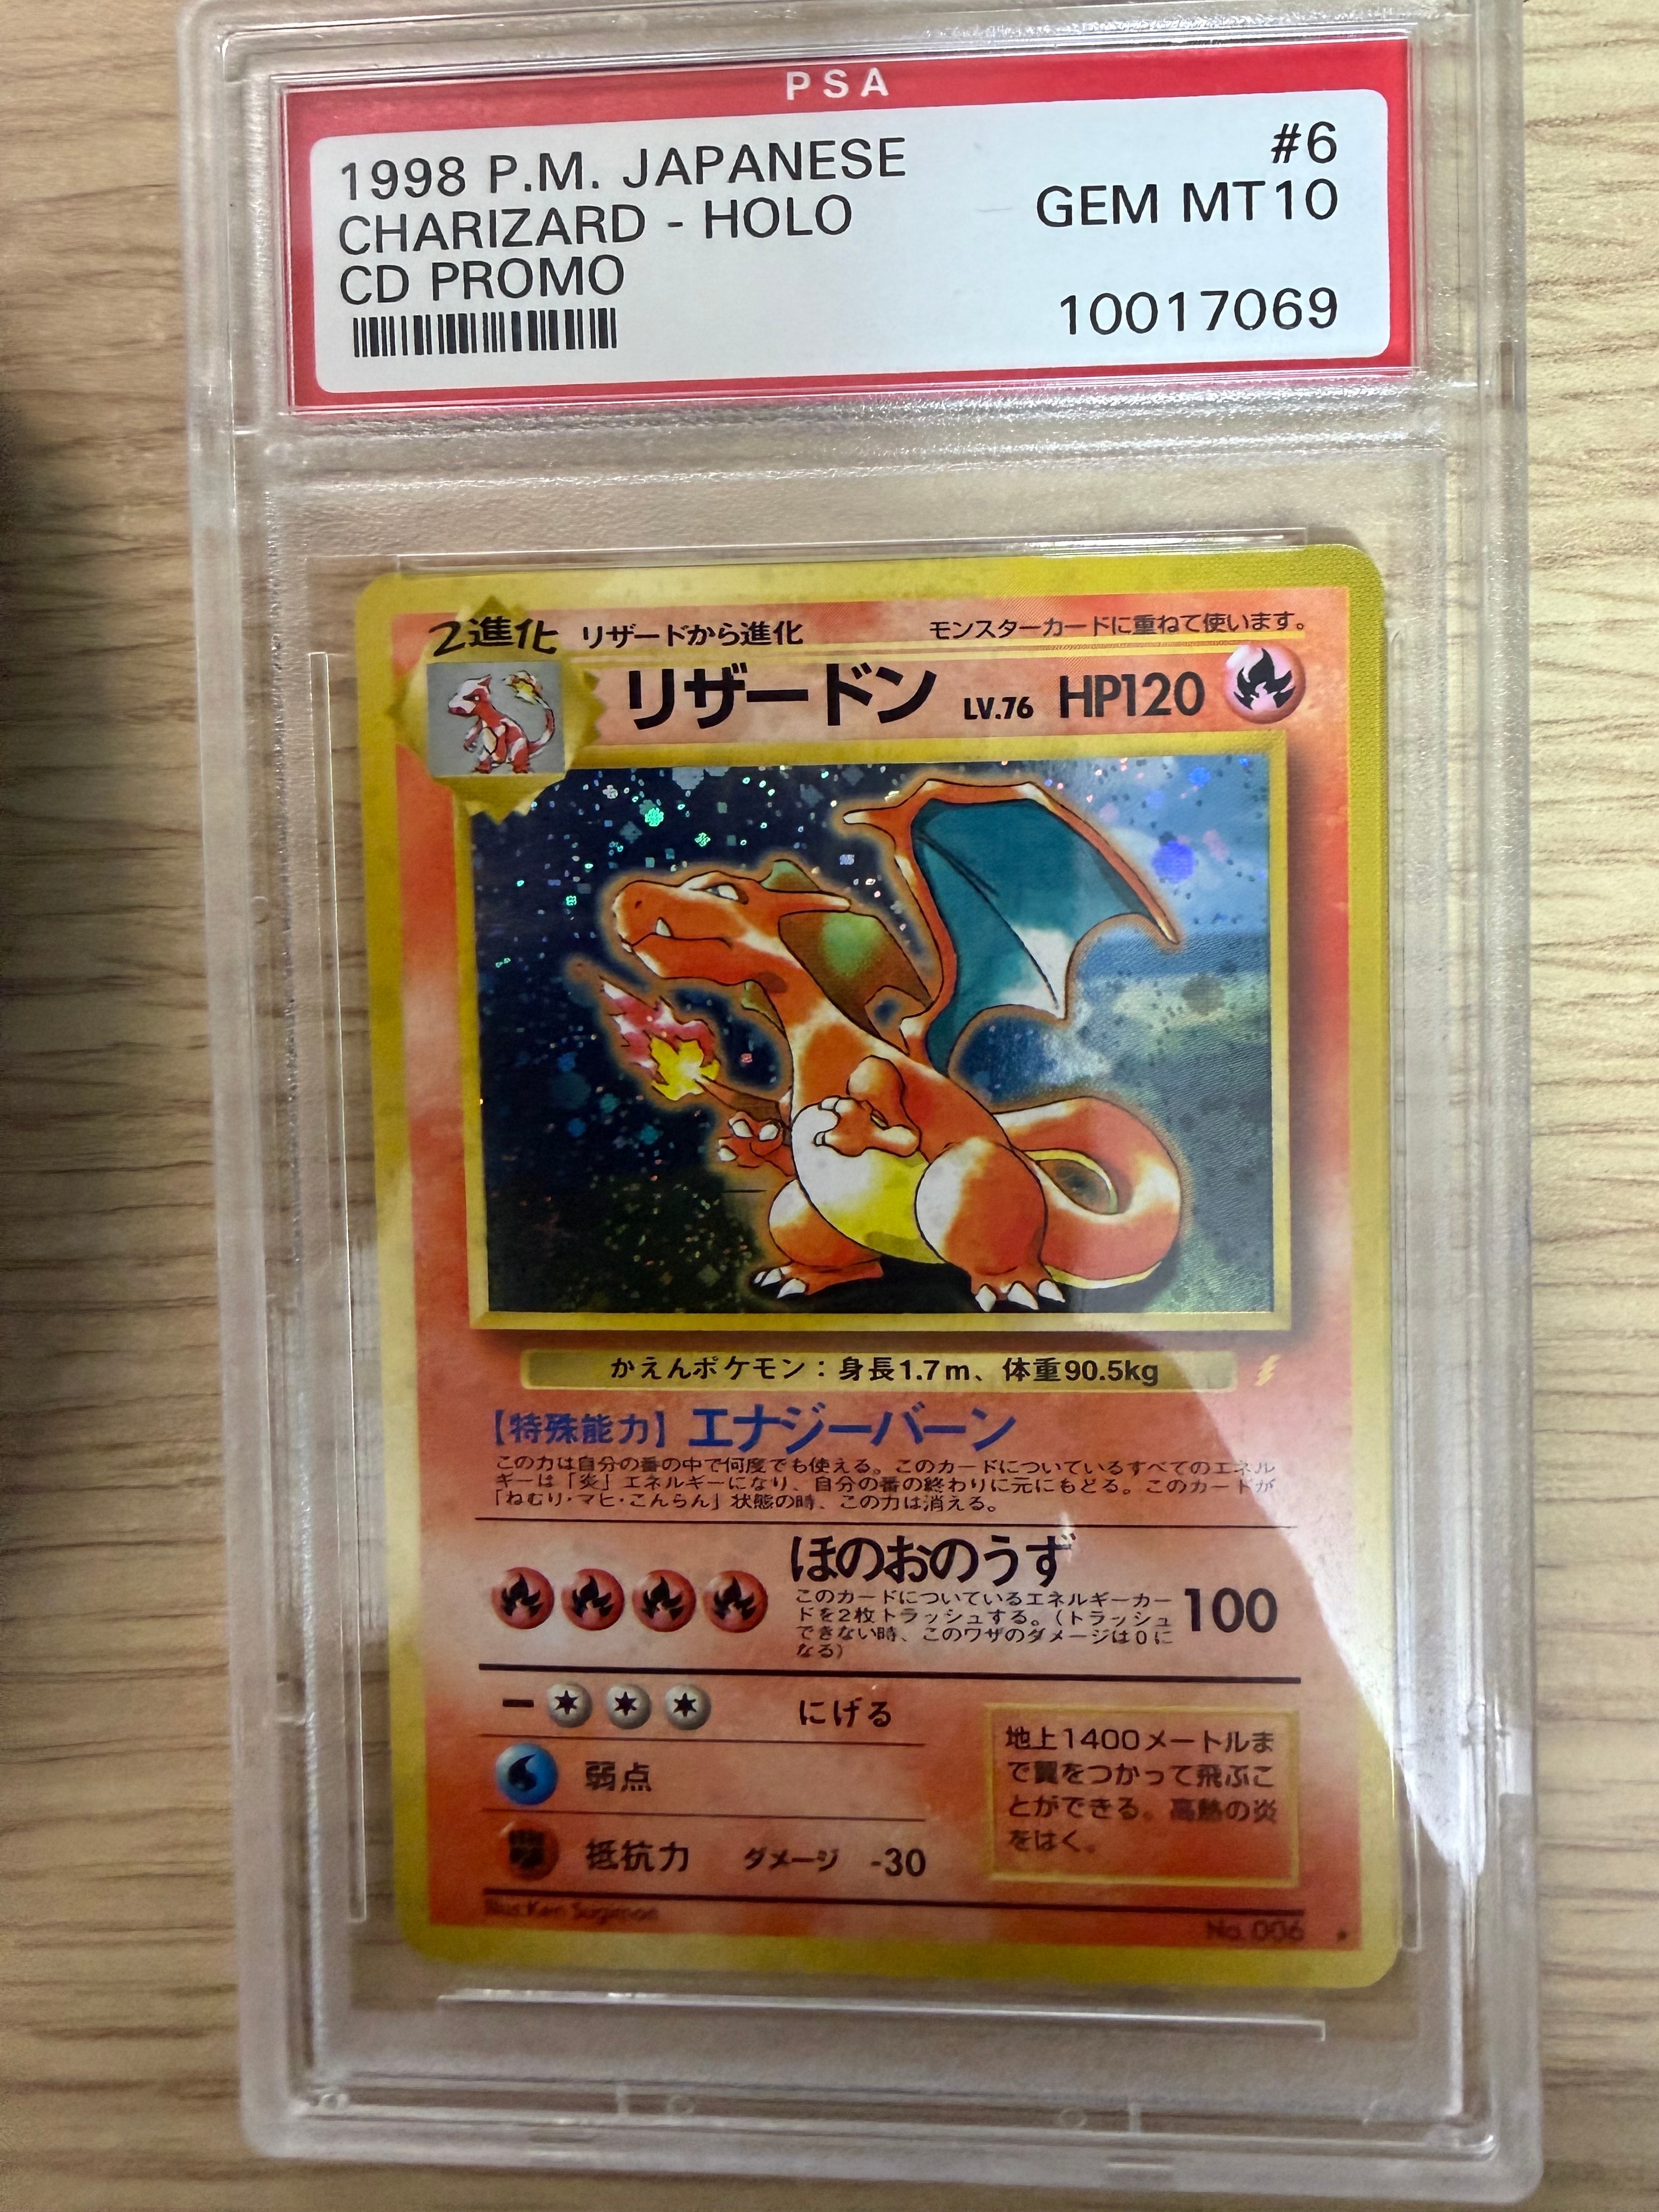 PSA
1998 P.M. JAPANESE #6
CHARIZARD - HOLO GEM MT 10
CD PROMO
10017069
2進化 リザードから進化 モンスターカードに重ねて使います。
リザードン LV.76 HP120
かえんポケモン：身長1.7m、体重90.5kg
【特殊能力】エナジーバーン
この力は自分の番の中で何度でも使える。このカードについているすべてのエネル
ギーは「炎」エネルギーになり、自分の番の終わりに元にもどる。このカードが
「ねむり・マヒ・こんらん」状態の時、この力は消える。
ほのおのうず
このカードについているエネルギーカー
ドを2枚トラッシュする。（トラッシュ
できない時、このワザのダメージは0に
なる）
100
ー にげる
弱点
抵抗力 ダメージ -30
地上1400メートルま
で翼をつかって飛ぶこ
とができる。高熱の炎
をはく。
Illus. Ken Sugimori
No. 006